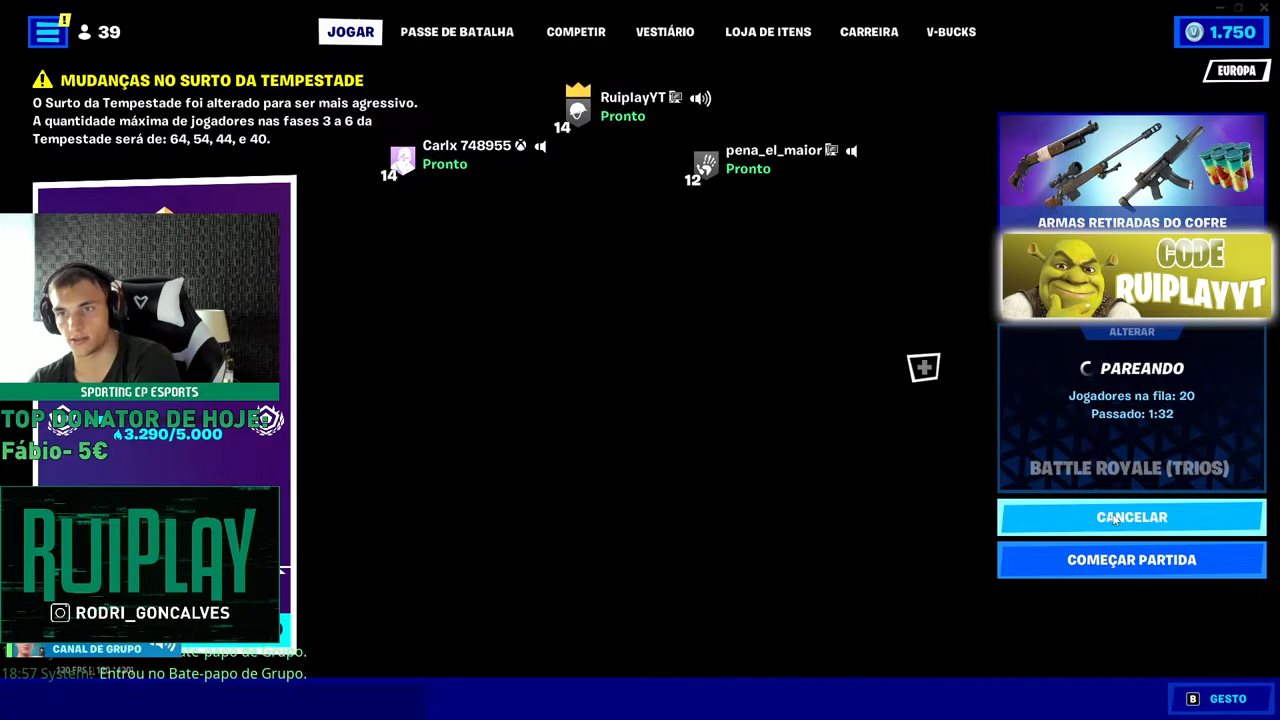 39
JOGAR
PASSE DE BATALHA
COMPETIR
VESTIÁRIO
LOJA DE ITENS
CARREIRA
V-BUCKS
1.750
EUROPA
MUDANÇAS NO SURTO DA TEMPESTADE
O Surto da Tempestade foi alterado para ser mais agressivo.
A quantidade máxima de jogadores nas fases 3 a 6 da
Tempestade será de: 64, 54, 44, e 40.
RuiplayYT
Pronto
14
Carlx 748955
Pronto
14
pena_el_maior
Pronto
12
ARMAS RETIRADAS DO COFRE
CODE
RUIPLAYYT
ALTERAR
PAREANDO
Jogadores na fila: 20
Passado: 1:32
BATTLE ROYALE (TRIOS)
CANCELAR
COMEÇAR PARTIDA
SPORTING CP ESPORTS
TOP DONATOR DE HOJE:
Fábio- 5€
3.290/5.000
RUIPLAY
RODRI_GONCALVES
CANAL DE GRUPO
Bate-papo de Grupo.
18:57 System: Entrou no Bate-papo de Grupo.
B GESTO